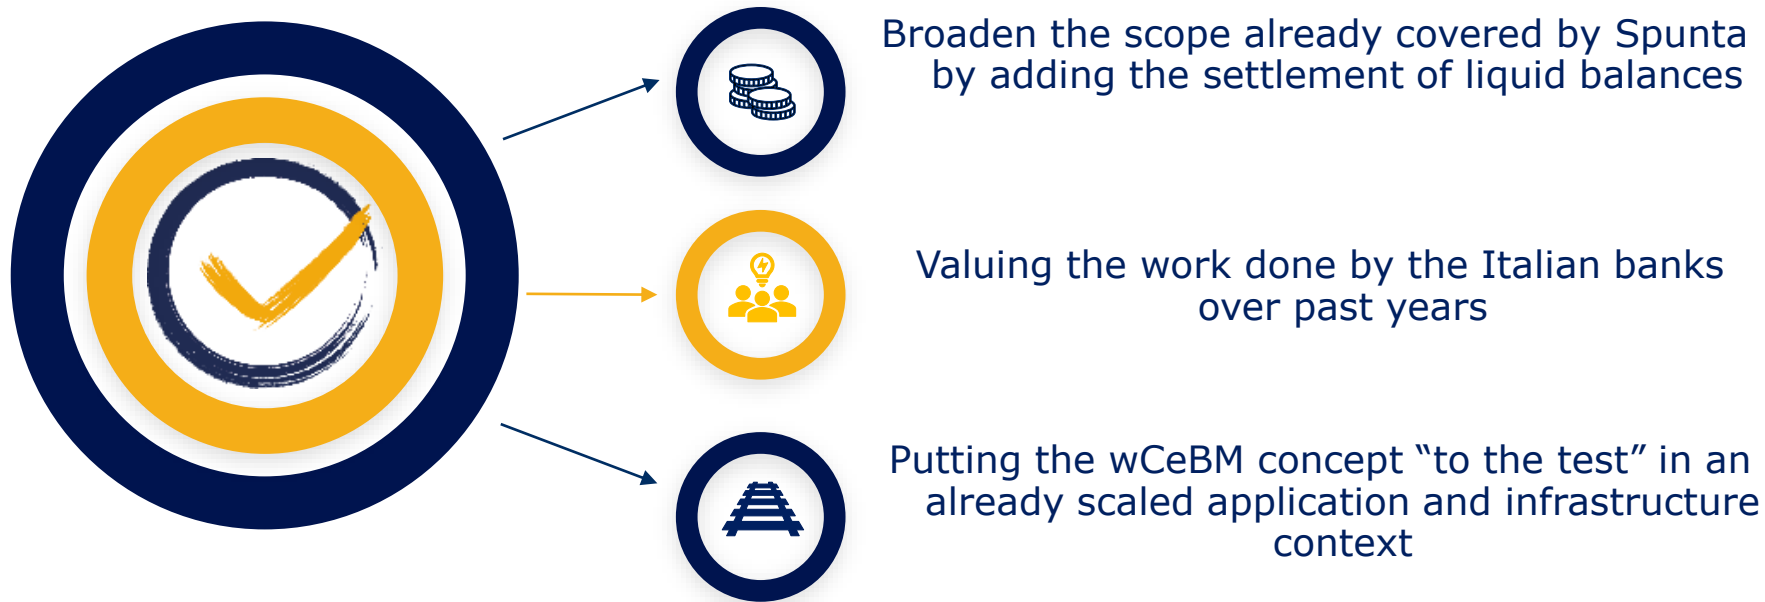 Broaden the scope already covered by Spunta
by adding the settlement of liquid balances
Valuing the work done by the Italian banks
over past years
Putting the wCeBM concept “to the test” in an
already scaled application and infrastructure
context